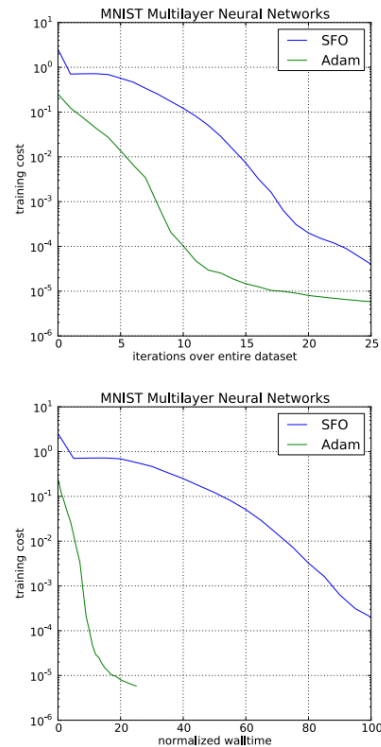 MNIST Multilayer Neural Networks
10^1
SFO
Adam
10^0
10^-1
10^-2
10^-3
10^-4
10^-5
10^-6
training cost
0 5 10 15 20 25
iterations over entire dataset
MNIST Multilayer Neural Networks
10^1
SFO
Adam
10^0
10^-1
10^-2
10^-3
10^-4
10^-5
10^-6
training cost
0 20 40 60 80 100
normalized walltime